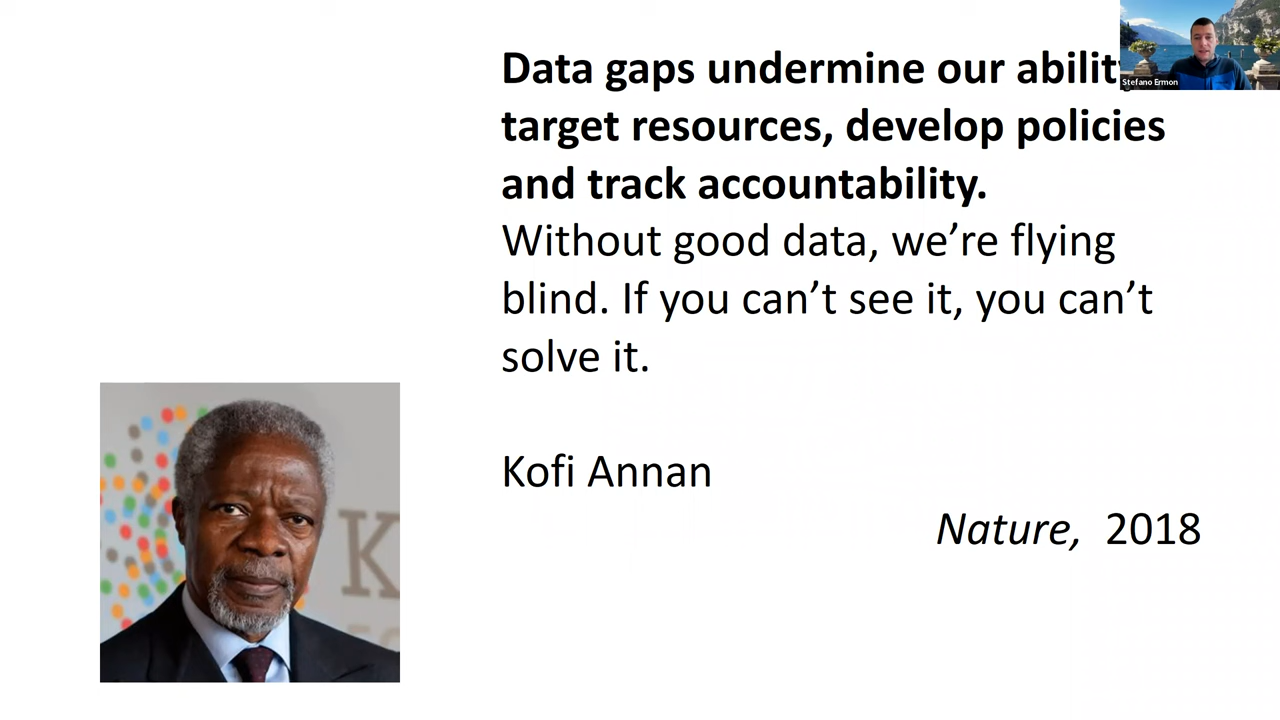 Data gaps undermine our ability
target resources, develop policies
and track accountability.
Without good data, we’re flying
blind. If you can’t see it, you can’t
solve it.
Kofi Annan
Nature, 2018
Stefano Ermon
K